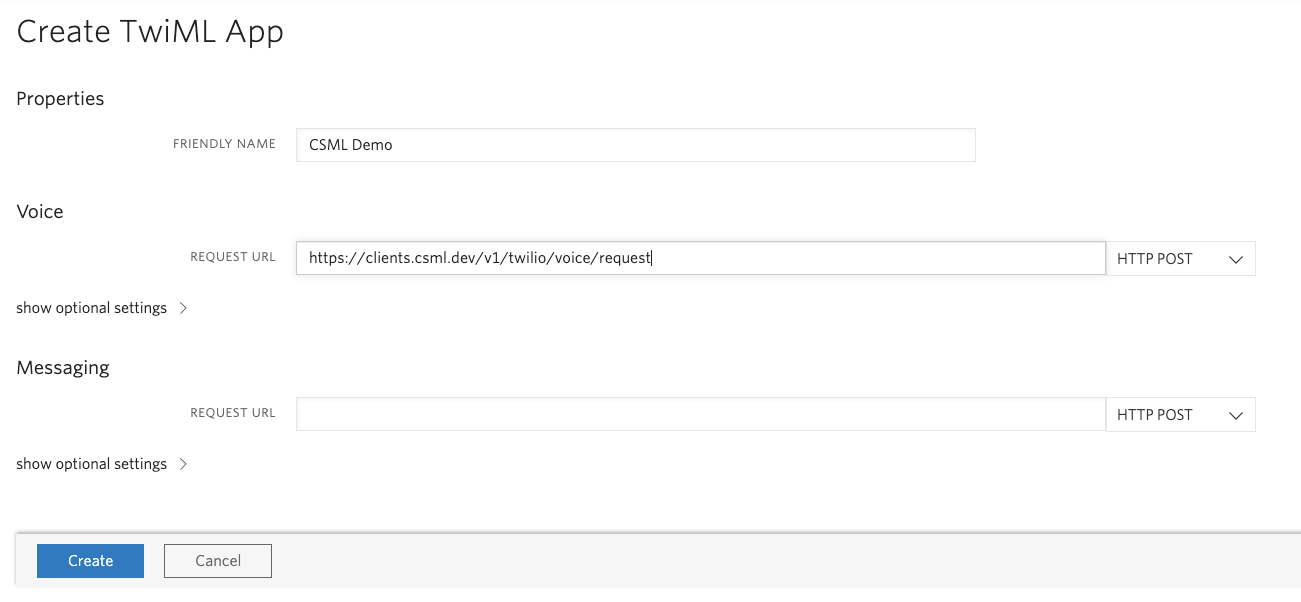 Create TwiML App
Properties
FRIENDLY NAME CSML Demo
Voice
REQUEST URL https://clients.csml.dev/v1/twilio/voice/request HTTP POST
show optional settings
Messaging
REQUEST URL HTTP POST
show optional settings
Create Cancel